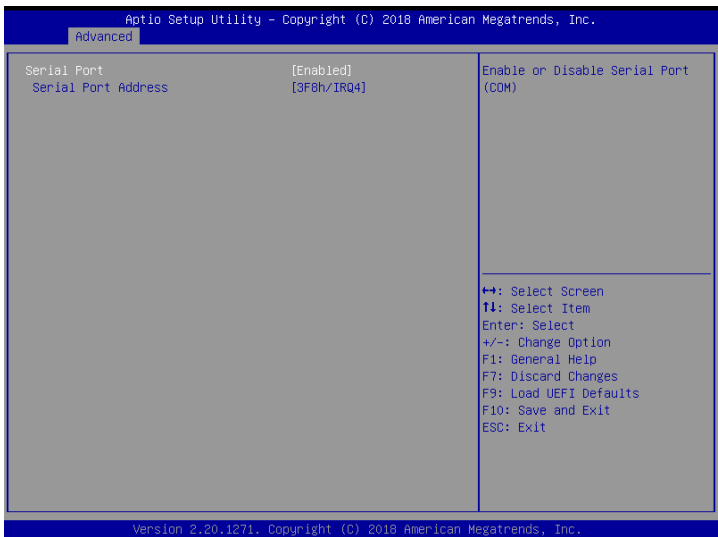 Aptio Setup Utility – Copyright (C) 2018 American Megatrends, Inc.
Advanced
Serial Port [Enabled]
Serial Port Address [3F8h/IRQ4]
Enable or Disable Serial Port
(COM)
↔: Select Screen
↑↓: Select Item
Enter: Select
+/-: Change Option
F1: General Help
F7: Discard Changes
F9: Load UEFI Defaults
F10: Save and Exit
ESC: Exit
Version 2.20.1271. Copyright (C) 2018 American Megatrends, Inc.